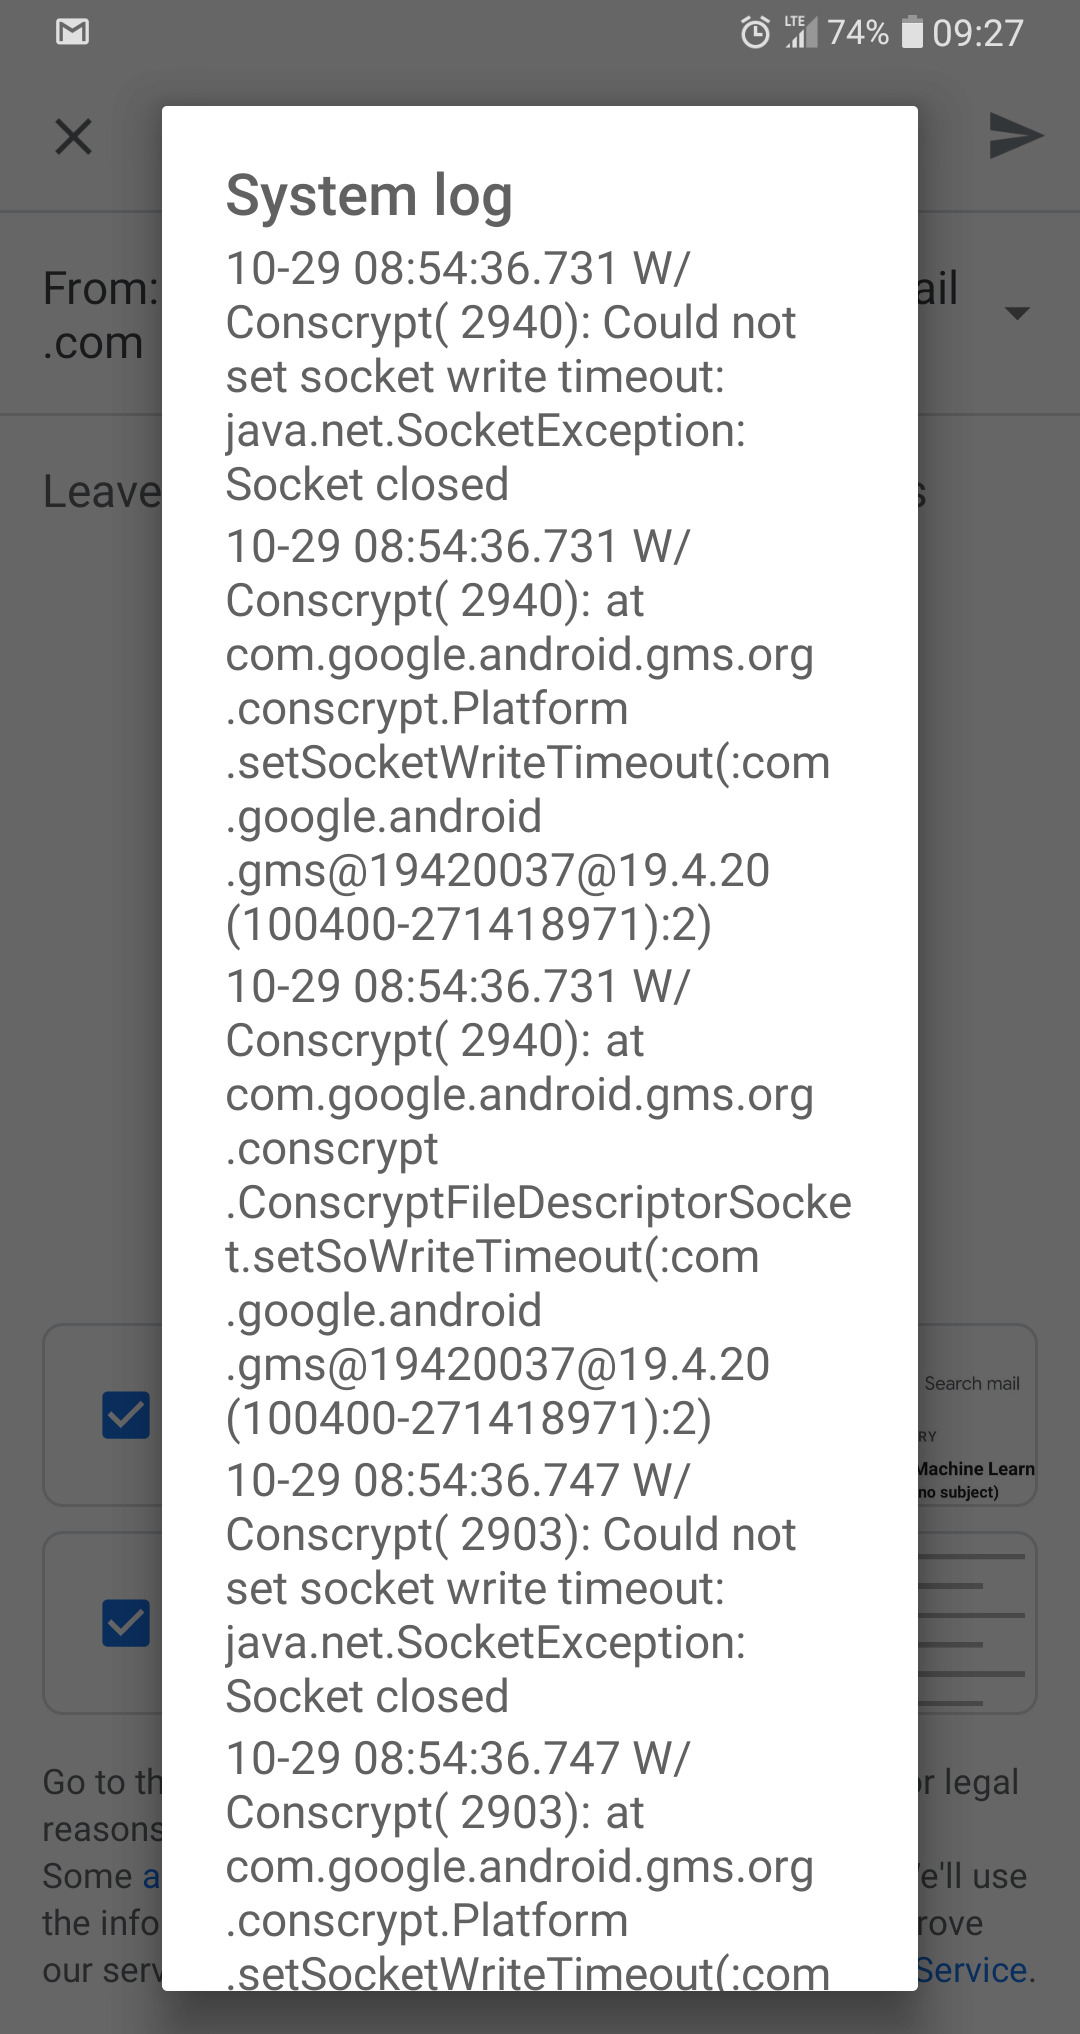 LTE 74% 09:27
System log
10-29 08:54:36.731 W/
Conscrypt( 2940): Could not
set socket write timeout:
java.net.SocketException:
Socket closed
10-29 08:54:36.731 W/
Conscrypt( 2940): at
com.google.android.gms.org
.conscrypt.Platform
.setSocketWriteTimeout(:com
.google.android
.gms@19420037@19.4.20
(100400-271418971):2)
10-29 08:54:36.731 W/
Conscrypt( 2940): at
com.google.android.gms.org
.conscrypt
.ConscryptFileDescriptorSocke
t.setSoWriteTimeout(:com
.google.android
.gms@19420037@19.4.20
(100400-271418971):2)
10-29 08:54:36.747 W/
Conscrypt( 2903): Could not
set socket write timeout:
java.net.SocketException:
Socket closed
10-29 08:54:36.747 W/
Conscrypt( 2903): at
com.google.android.gms.org
.conscrypt.Platform
.setSocketWriteTimeout(:com
From: ail
.com
Leave s
Search mail
RY
Machine Learn
no subject)
Go to th r legal
reasons
Some a e'll use
the info rove
our serv Service.